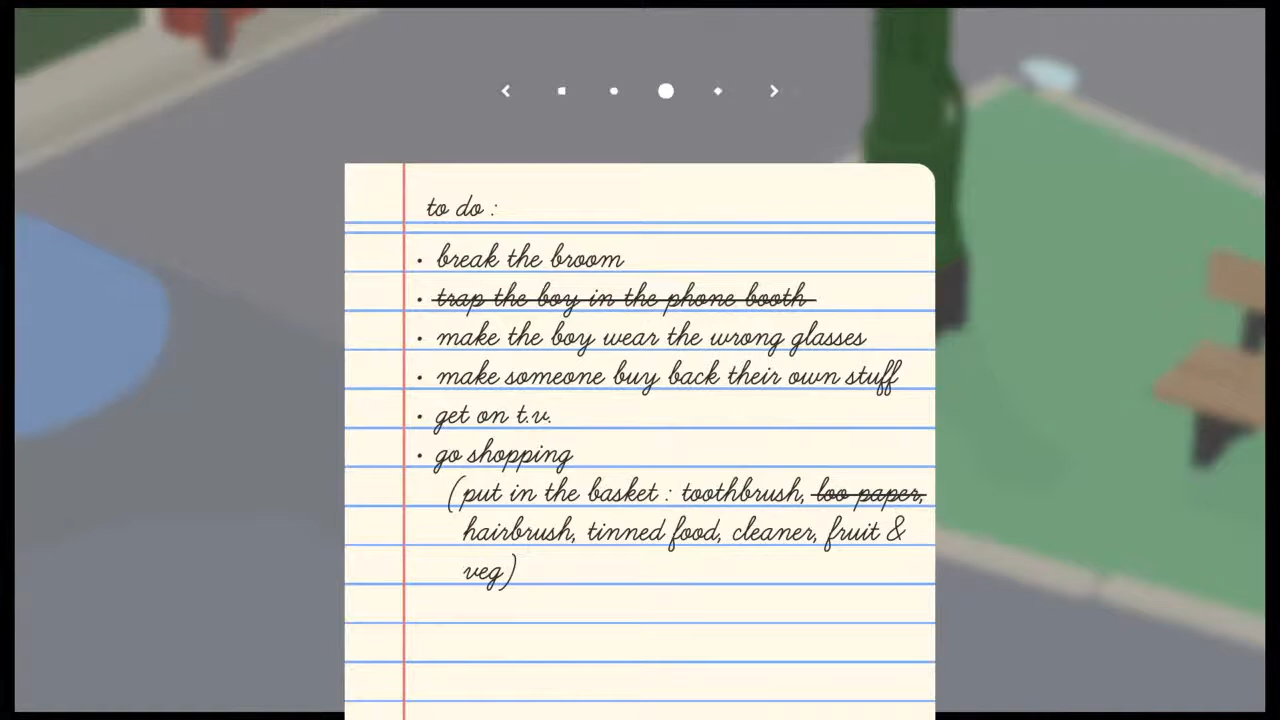 to do :
• break the broom
• trap the boy in the phone booth
• make the boy wear the wrong glasses
• make someone buy back their own stuff
• get on t.v.
• go shopping
(put in the basket : toothbrush, loo paper,
hairbrush, tinned food, cleaner, fruit &
veg)